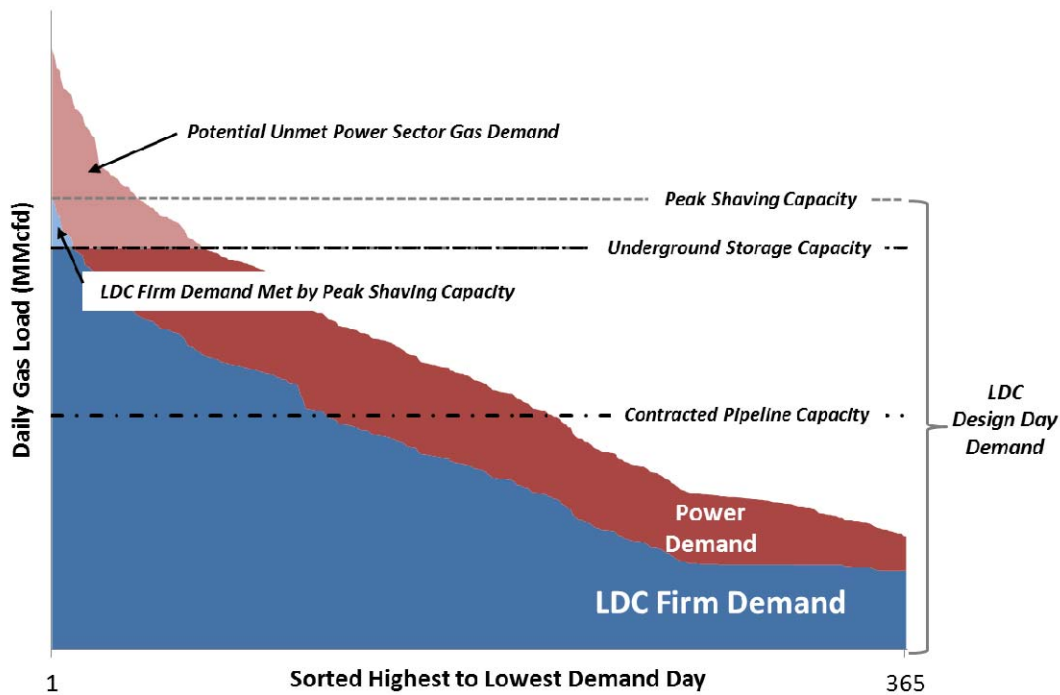 Potential Unmet Power Sector Gas Demand
Peak Shaving Capacity
Underground Storage Capacity
LDC Firm Demand Met by Peak Shaving Capacity
Daily Gas Load (MMcfd)
Contracted Pipeline Capacity
LDC
Design Day
Demand
Power
Demand
LDC Firm Demand
1
Sorted Highest to Lowest Demand Day
365